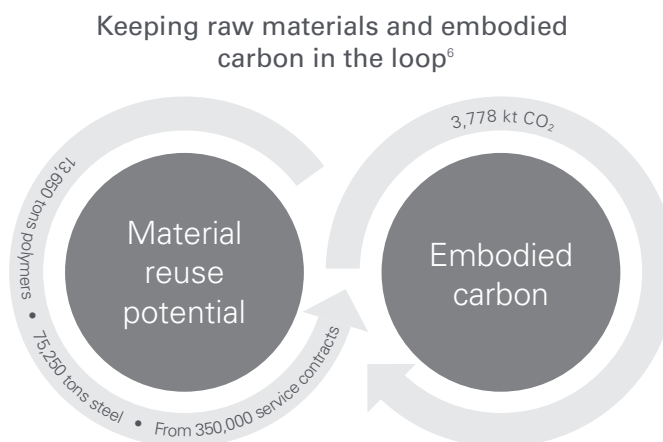 Keeping raw materials and embodied
carbon in the loop⁶
13,650 tons polymers • 75,250 tons steel • From 350,000 service contracts
Material
reuse
potential
3,778 kt CO₂
Embodied
carbon